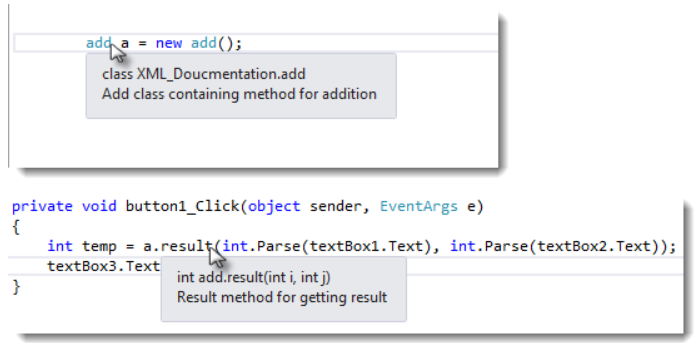 add a = new add();
class XML_Doucmentation.add
Add class containing method for addition
private void button1_Click(object sender, EventArgs e)
{
int temp = a.result(int.Parse(textBox1.Text), int.Parse(textBox2.Text));
textBox3.Text
int add.result(int i, int j)
Result method for getting result
}